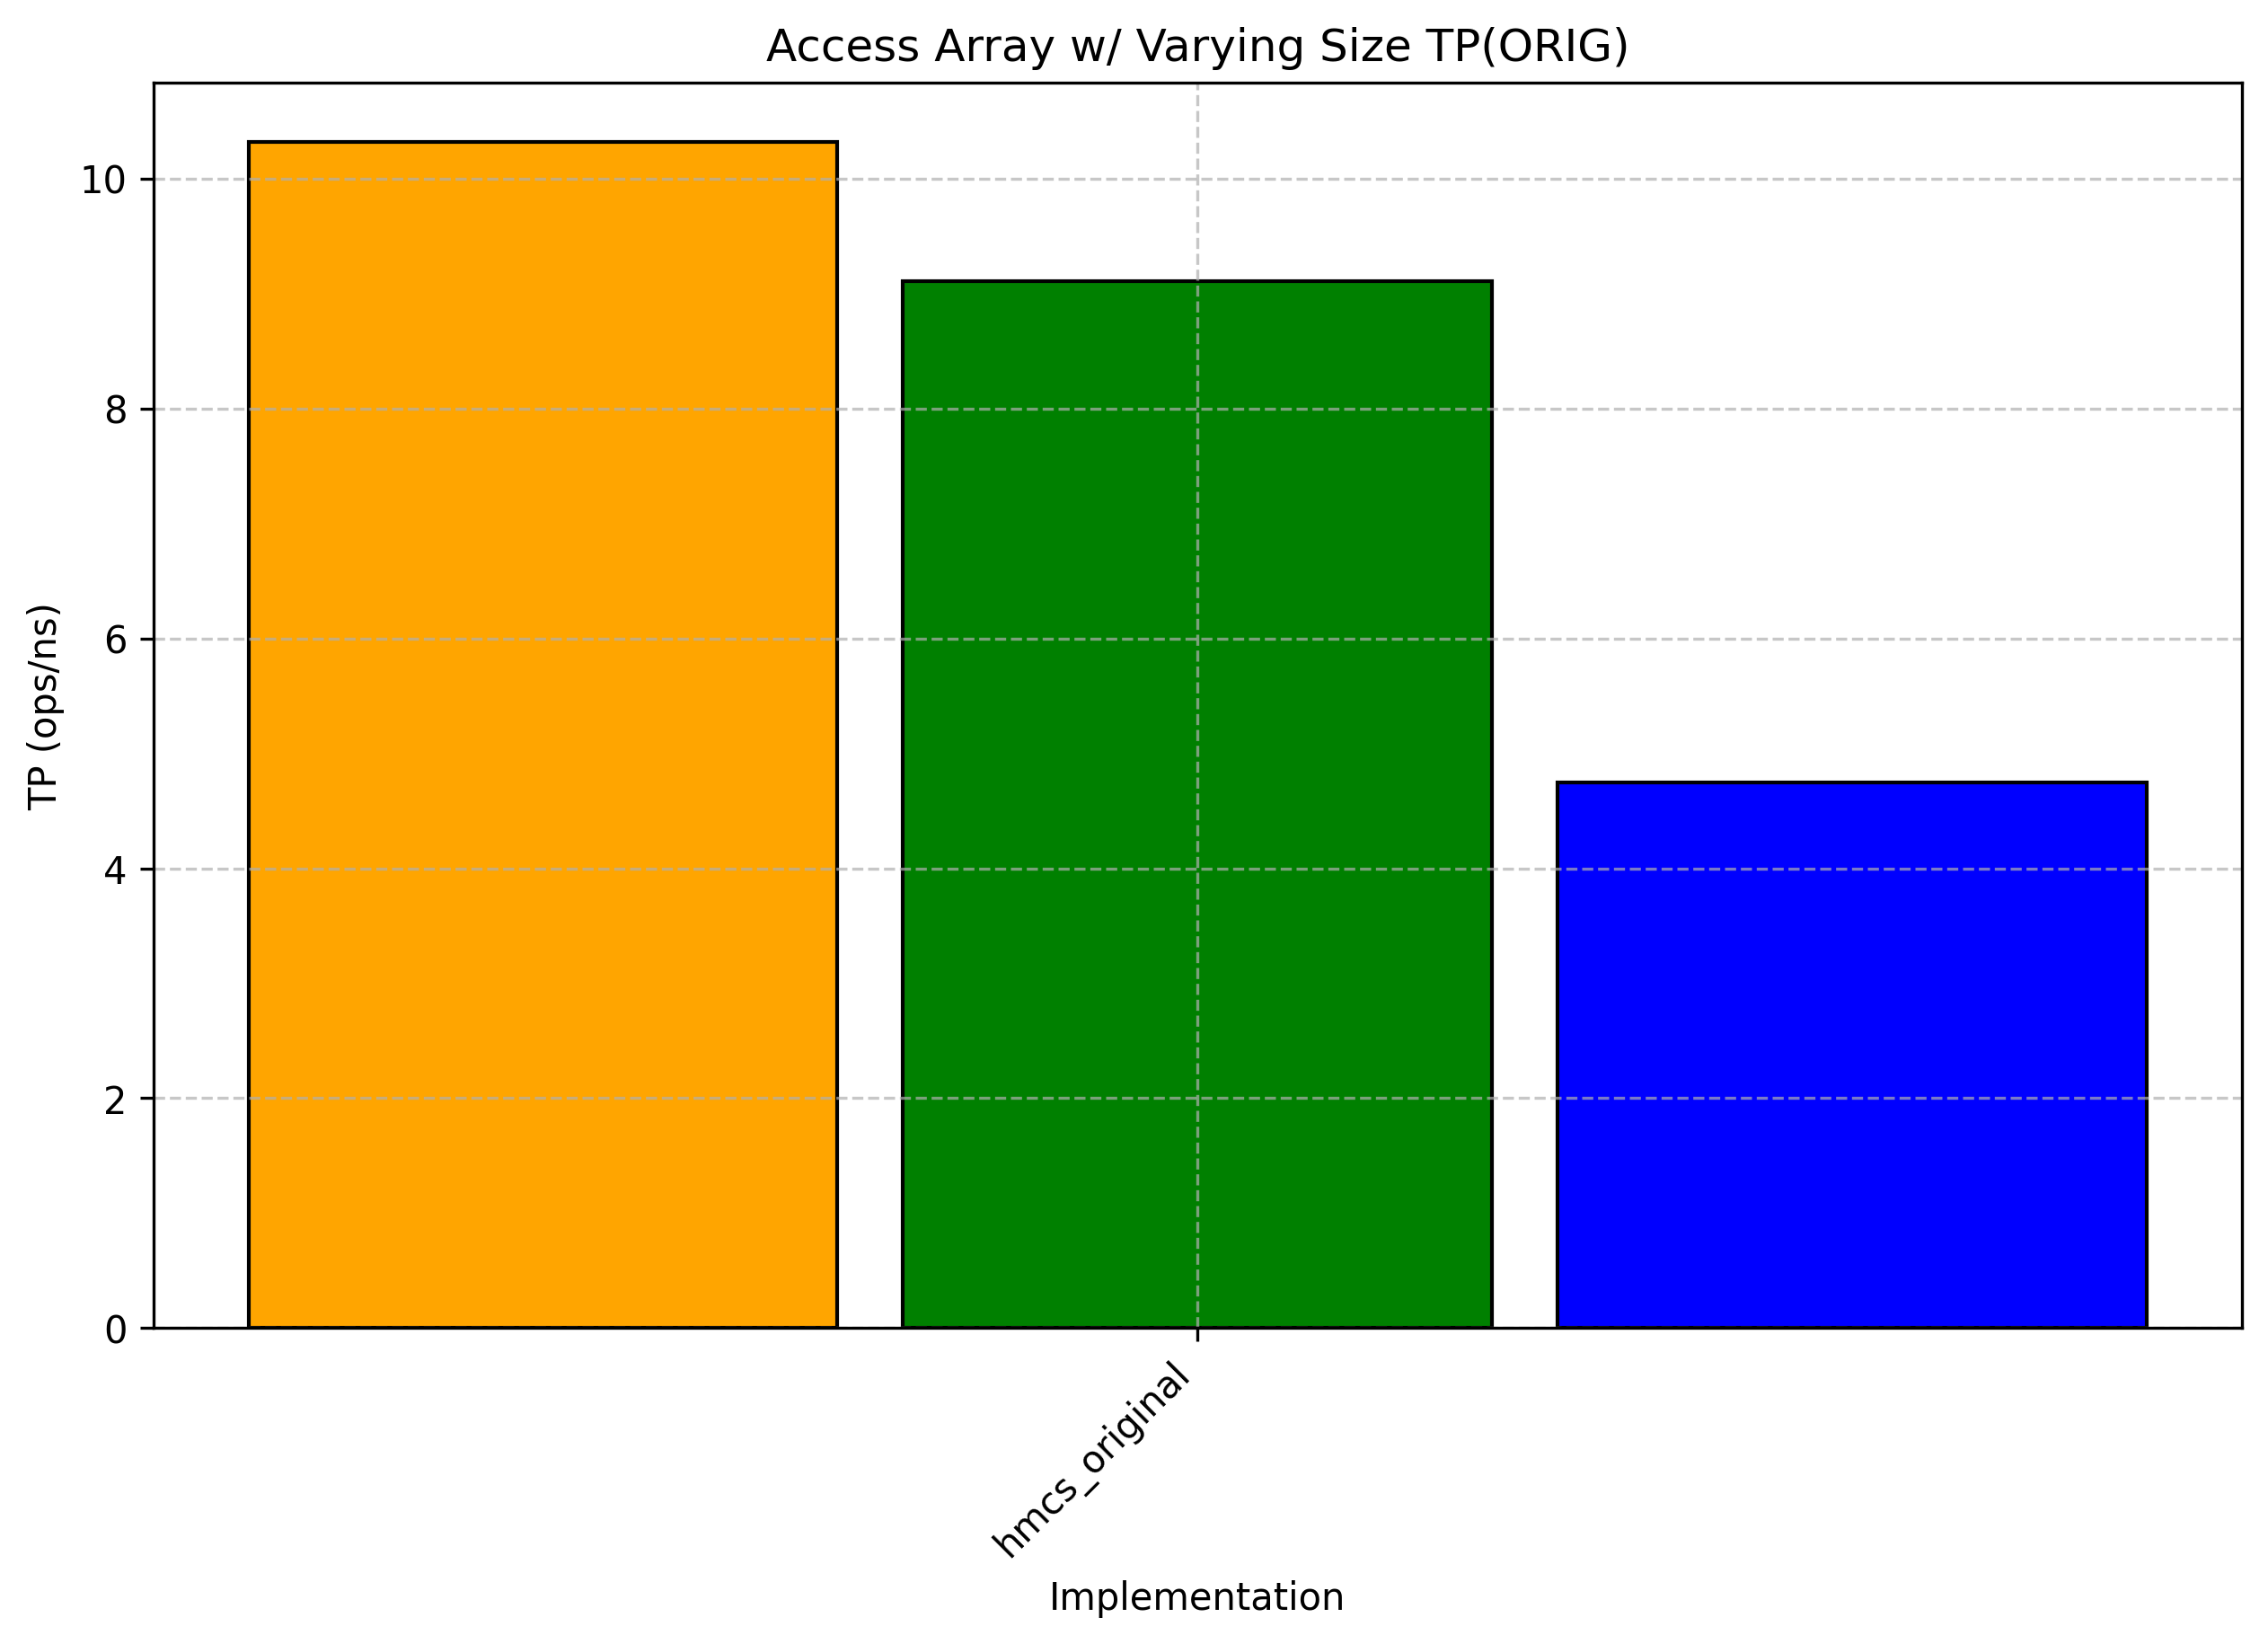 Access Array w/ Varying Size TP(ORIG)
TP (ops/ns)
10
8
6
4
2
0
hmcs_original
Implementation